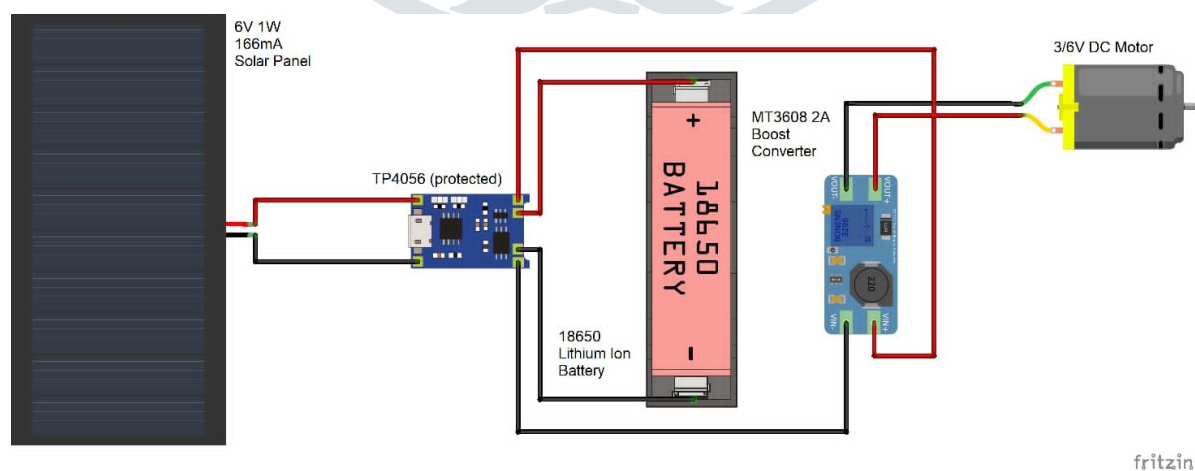 6V 1W
166mA
Solar Panel
TP4056 (protected)
+
18650
BATTERY
-
18650
Lithium Ion
Battery
MT3608 2A
Boost
Converter
VOUT-
VOUT+
220
VIN-
VIN+
3/6V DC Motor
fritzin